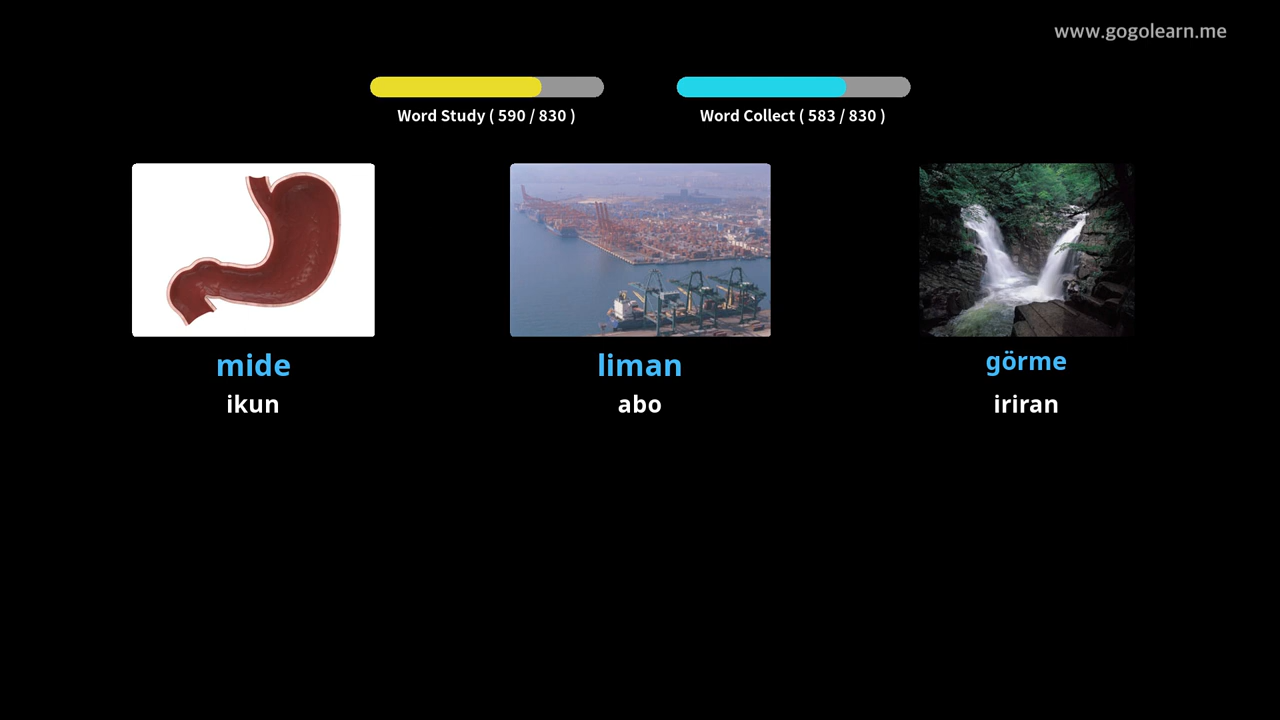 www.gogolearn.me
Word Study ( 590 / 830 )
Word Collect ( 583 / 830 )
mide
ikun
liman
abo
görme
iriran